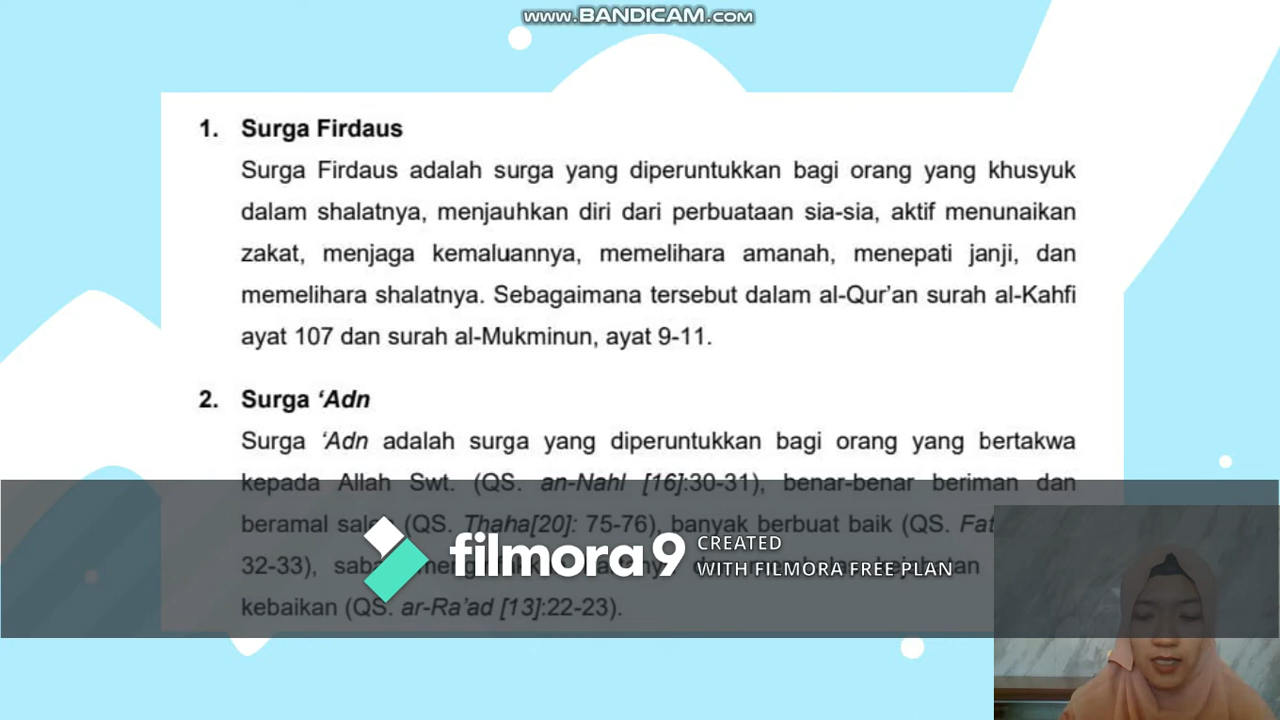 www.BANDICAM.com
1. Surga Firdaus
Surga Firdaus adalah surga yang diperuntukkan bagi orang yang khusyuk
dalam shalatnya, menjauhkan diri dari perbuataan sia-sia, aktif menunaikan
zakat, menjaga kemaluannya, memelihara amanah, menepati janji, dan
memelihara shalatnya. Sebagaimana tersebut dalam al-Qur’an surah al-Kahfi
ayat 107 dan surah al-Mukminun, ayat 9-11.
2. Surga ‘Adn
Surga ‘Adn adalah surga yang diperuntukkan bagi orang yang bertakwa
kepada Allah Swt. (QS. an-Nahl [16]:30-31), benar-benar beriman dan
beramal (QS. Thaha[20]: 75-76), banyak berbuat baik (QS.
32-33),
kebaikan (QS. ar-Ra’ad [13]:22-23).
filmora9 CREATED
WITH FILMORA FREE PLAN